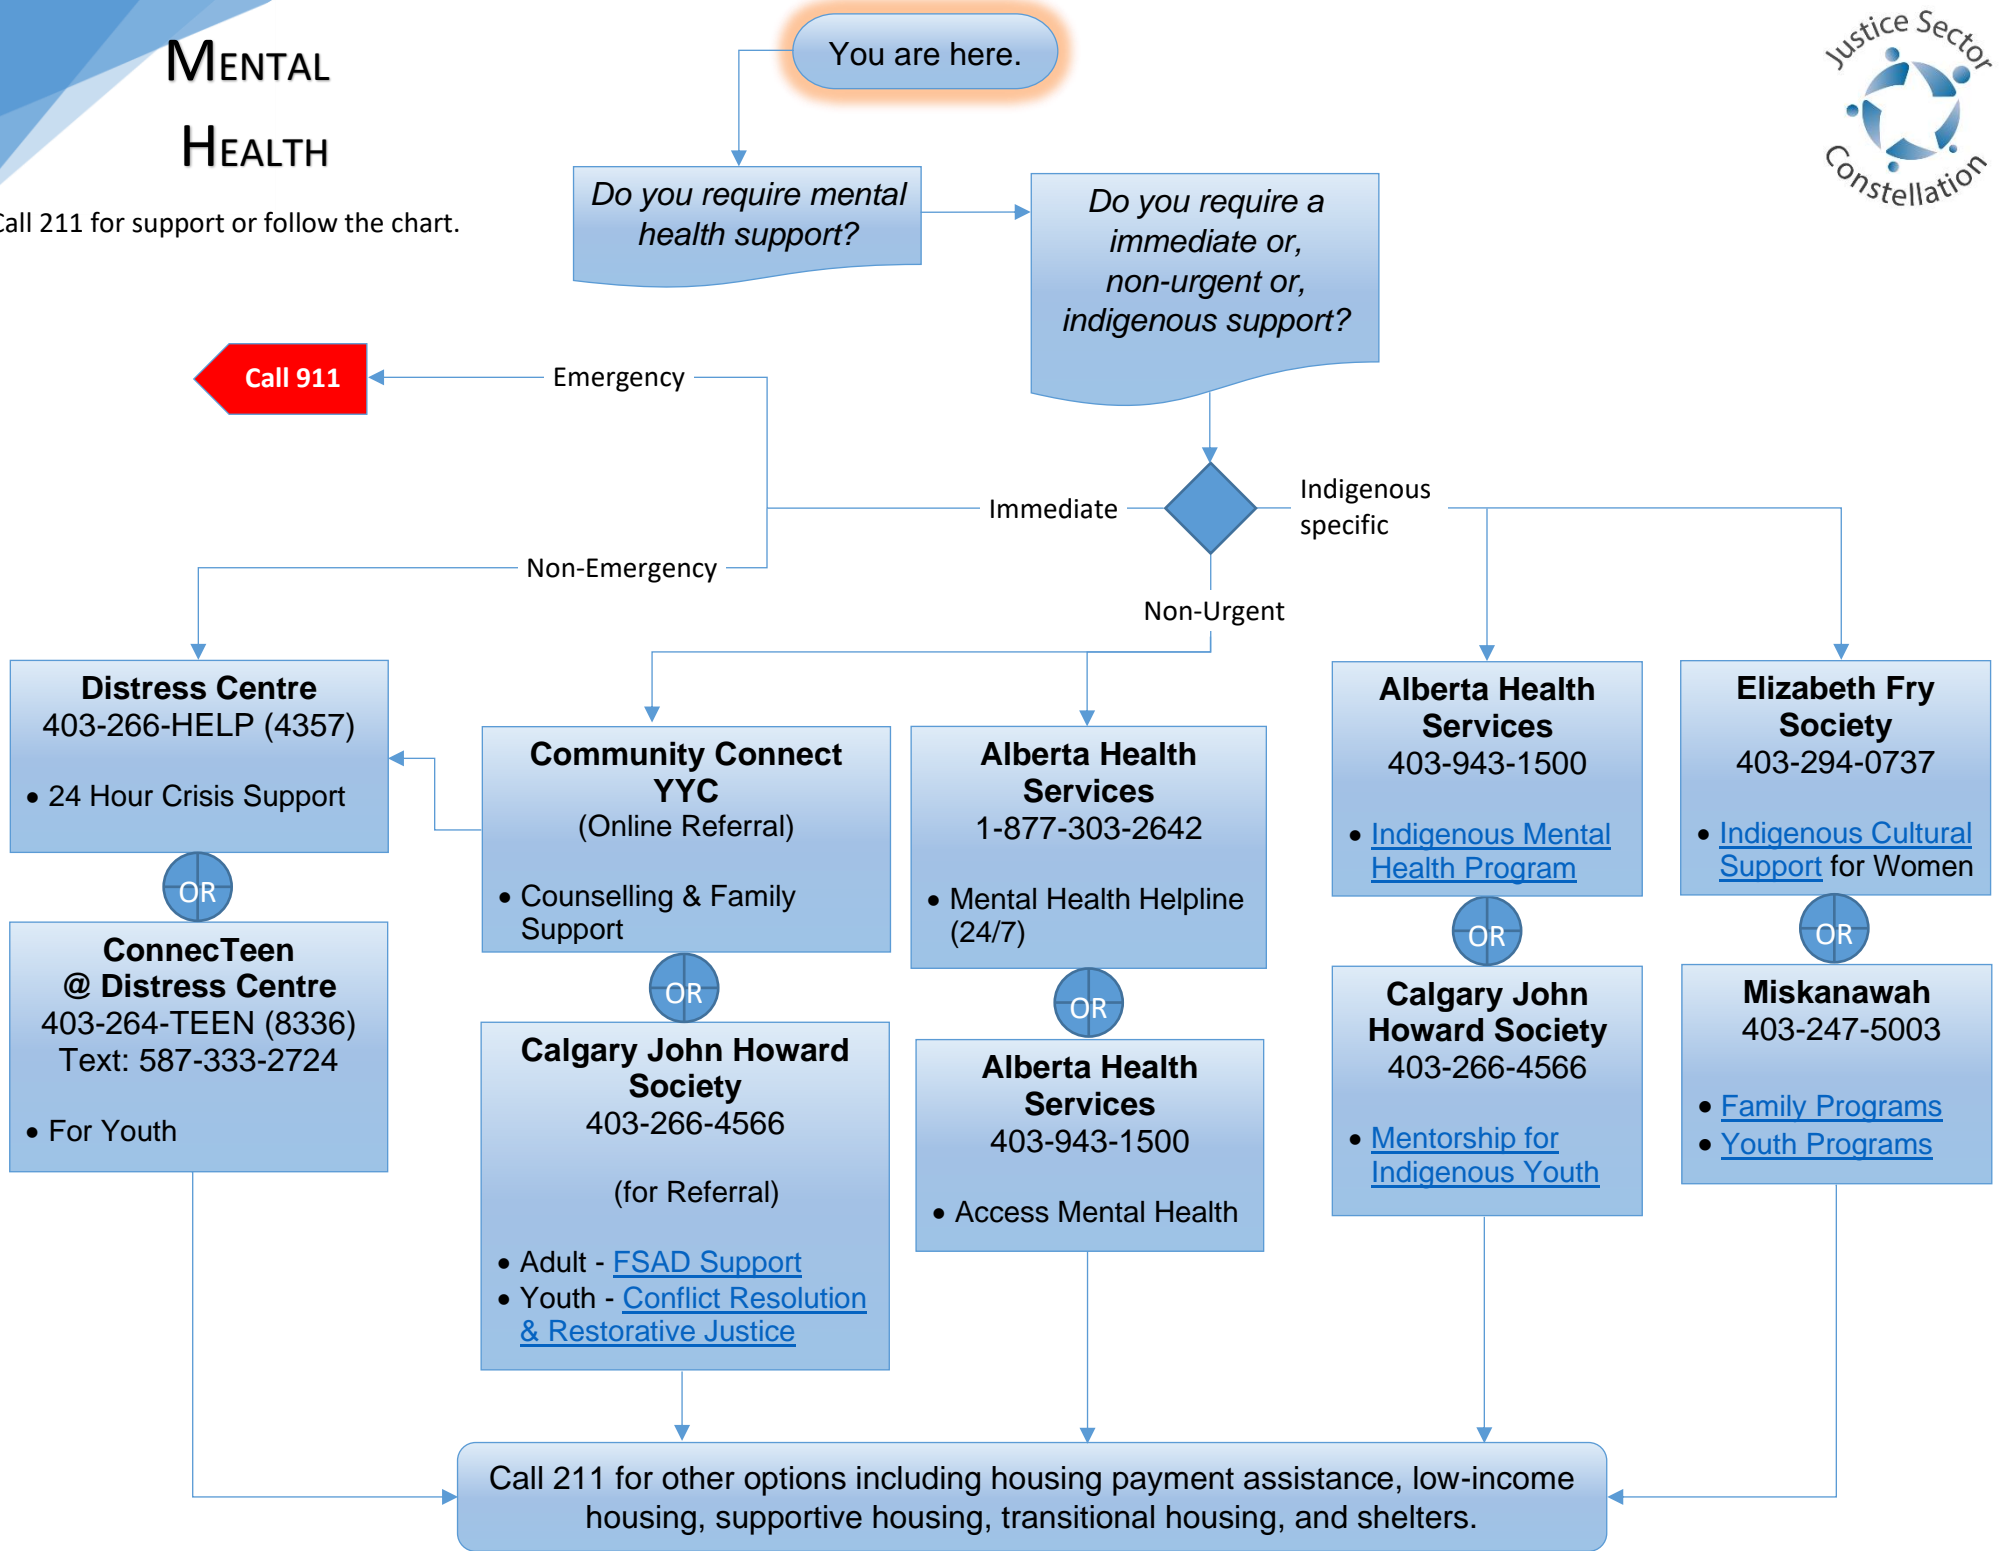 MENTAL
HEALTH
Call 211 for support or follow the chart.
You are here.
Justice Sector
Constellation
Do you require mental
health support?
Do you require a
immediate or,
non-urgent or,
indigenous support?
Call 911
Emergency
Immediate
Indigenous
specific
Non-Emergency
Non-Urgent
Distress Centre
403-266-HELP (4357)
• 24 Hour Crisis Support
OR
ConnecTeen
@ Distress Centre
403-264-TEEN (8336)
Text: 587-333-2724
• For Youth
Community Connect
YYC
(Online Referral)
• Counselling & Family
Support
OR
Calgary John Howard
Society
403-266-4566
(for Referral)
• Adult - FSAD Support
• Youth - Conflict Resolution
& Restorative Justice
Alberta Health
Services
1-877-303-2642
• Mental Health Helpline
(24/7)
OR
Alberta Health
Services
403-943-1500
• Access Mental Health
Alberta Health
Services
403-943-1500
• Indigenous Mental
Health Program
OR
Calgary John
Howard Society
403-266-4566
• Mentorship for
Indigenous Youth
Elizabeth Fry
Society
403-294-0737
• Indigenous Cultural
Support for Women
OR
Miskanawah
403-247-5003
• Family Programs
• Youth Programs
Call 211 for other options including housing payment assistance, low-income
housing, supportive housing, transitional housing, and shelters.